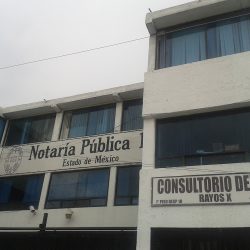 Notaría Pública
Estado de México
CONSULTORIO DE
RAYOS X